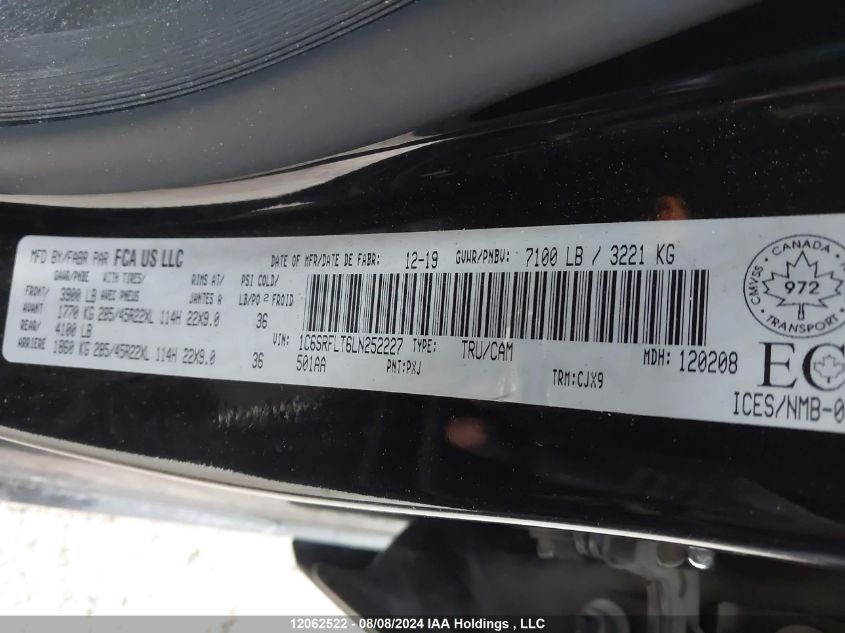 MFD BY/FABR PAR FCA US LLC
DATE OF MFR/DATE DE FABR: 12-19 GVWR/PNBV: 7100 LB / 3221 KG
GAWR/PNBE WITH TIRES/ RIMS AT/ PSI COLD/
FRONT/ 3900 LB AVEC PNEUS JANTES A LB/PO2 FROID
AVANT 1770 KG 285/45R22XL 114H 22X9.0 36
REAR/ 4100 LB
ARRIERE 1860 KG 285/45R22XL 114H 22X9.0 36
VIN: 1C6SRFLT6LN252227 TYPE: TRU/CAM MDH: 120208
501AA PNT:PXJ TRM:CJX9
CANADA
CMVSS 972 NSVAC
TRANSPORT
EC
ICES/NMB-0
12062522 - 08/08/2024 IAA Holdings , LLC